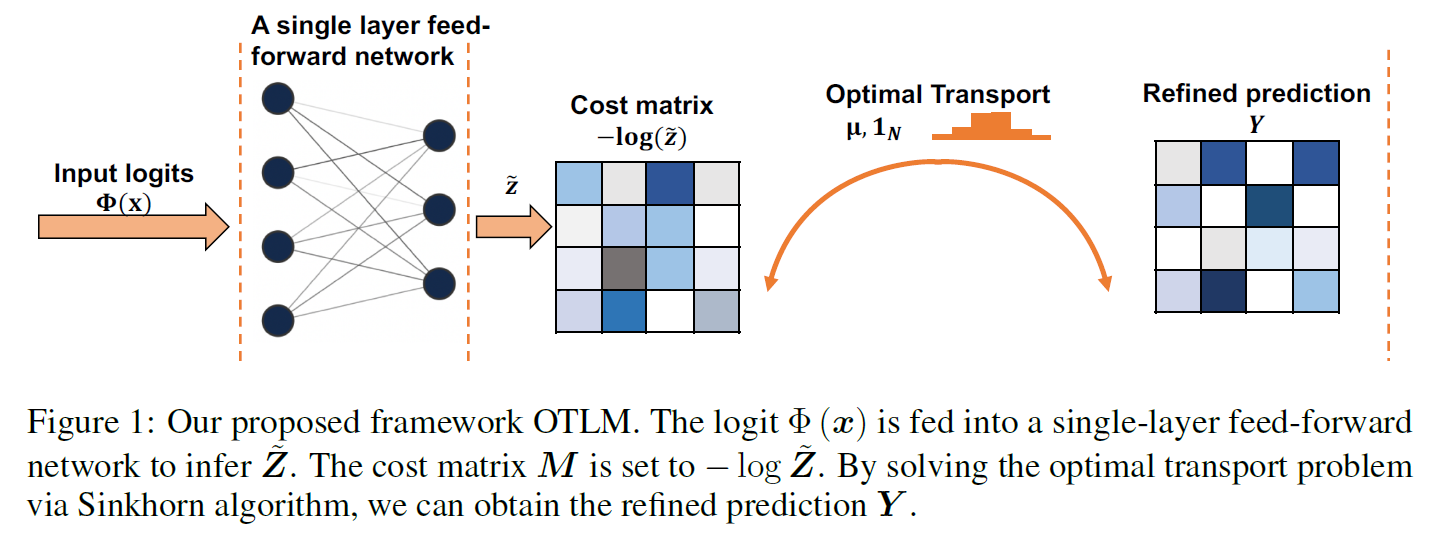 A single layer feed-
forward network
Input logits
Φ(x)
z̃
Cost matrix
−log(z̃)
Optimal Transport
μ, 1_N
Refined prediction
Y
Figure 1: Our proposed framework OTLM. The logit Φ (x) is fed into a single-layer feed-forward
network to infer Z̃. The cost matrix M is set to − log Z̃. By solving the optimal transport problem
via Sinkhorn algorithm, we can obtain the refined prediction Y.